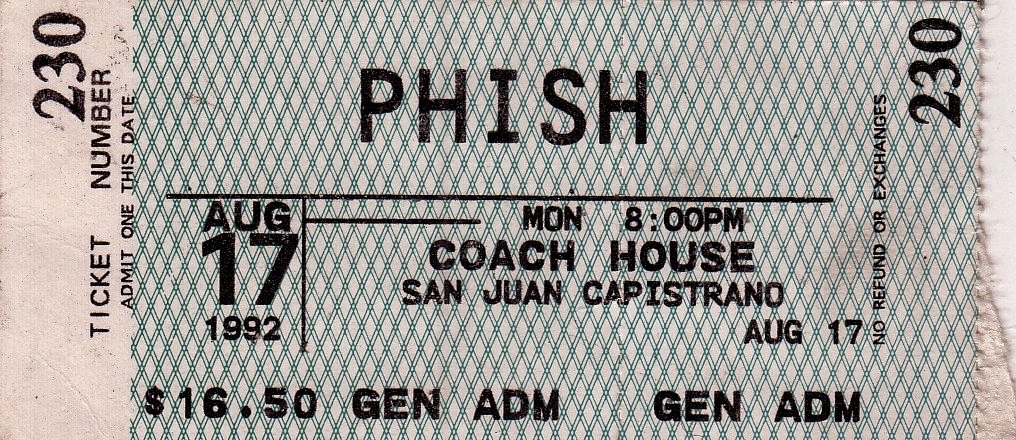 230
TICKET NUMBER
ADMIT ONE THIS DATE
PHISH
AUG
17
1992
MON 8:00PM
COACH HOUSE
SAN JUAN CAPISTRANO
AUG 17
$16.50 GEN ADM GEN ADM
NO REFUND OR EXCHANGES
230